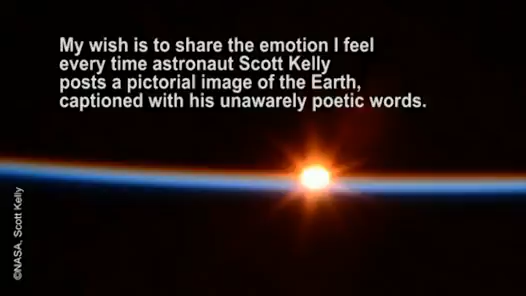 My wish is to share the emotion I feel
every time astronaut Scott Kelly
posts a pictorial image of the Earth,
captioned with his unawarely poetic words.
©NASA, Scott Kelly